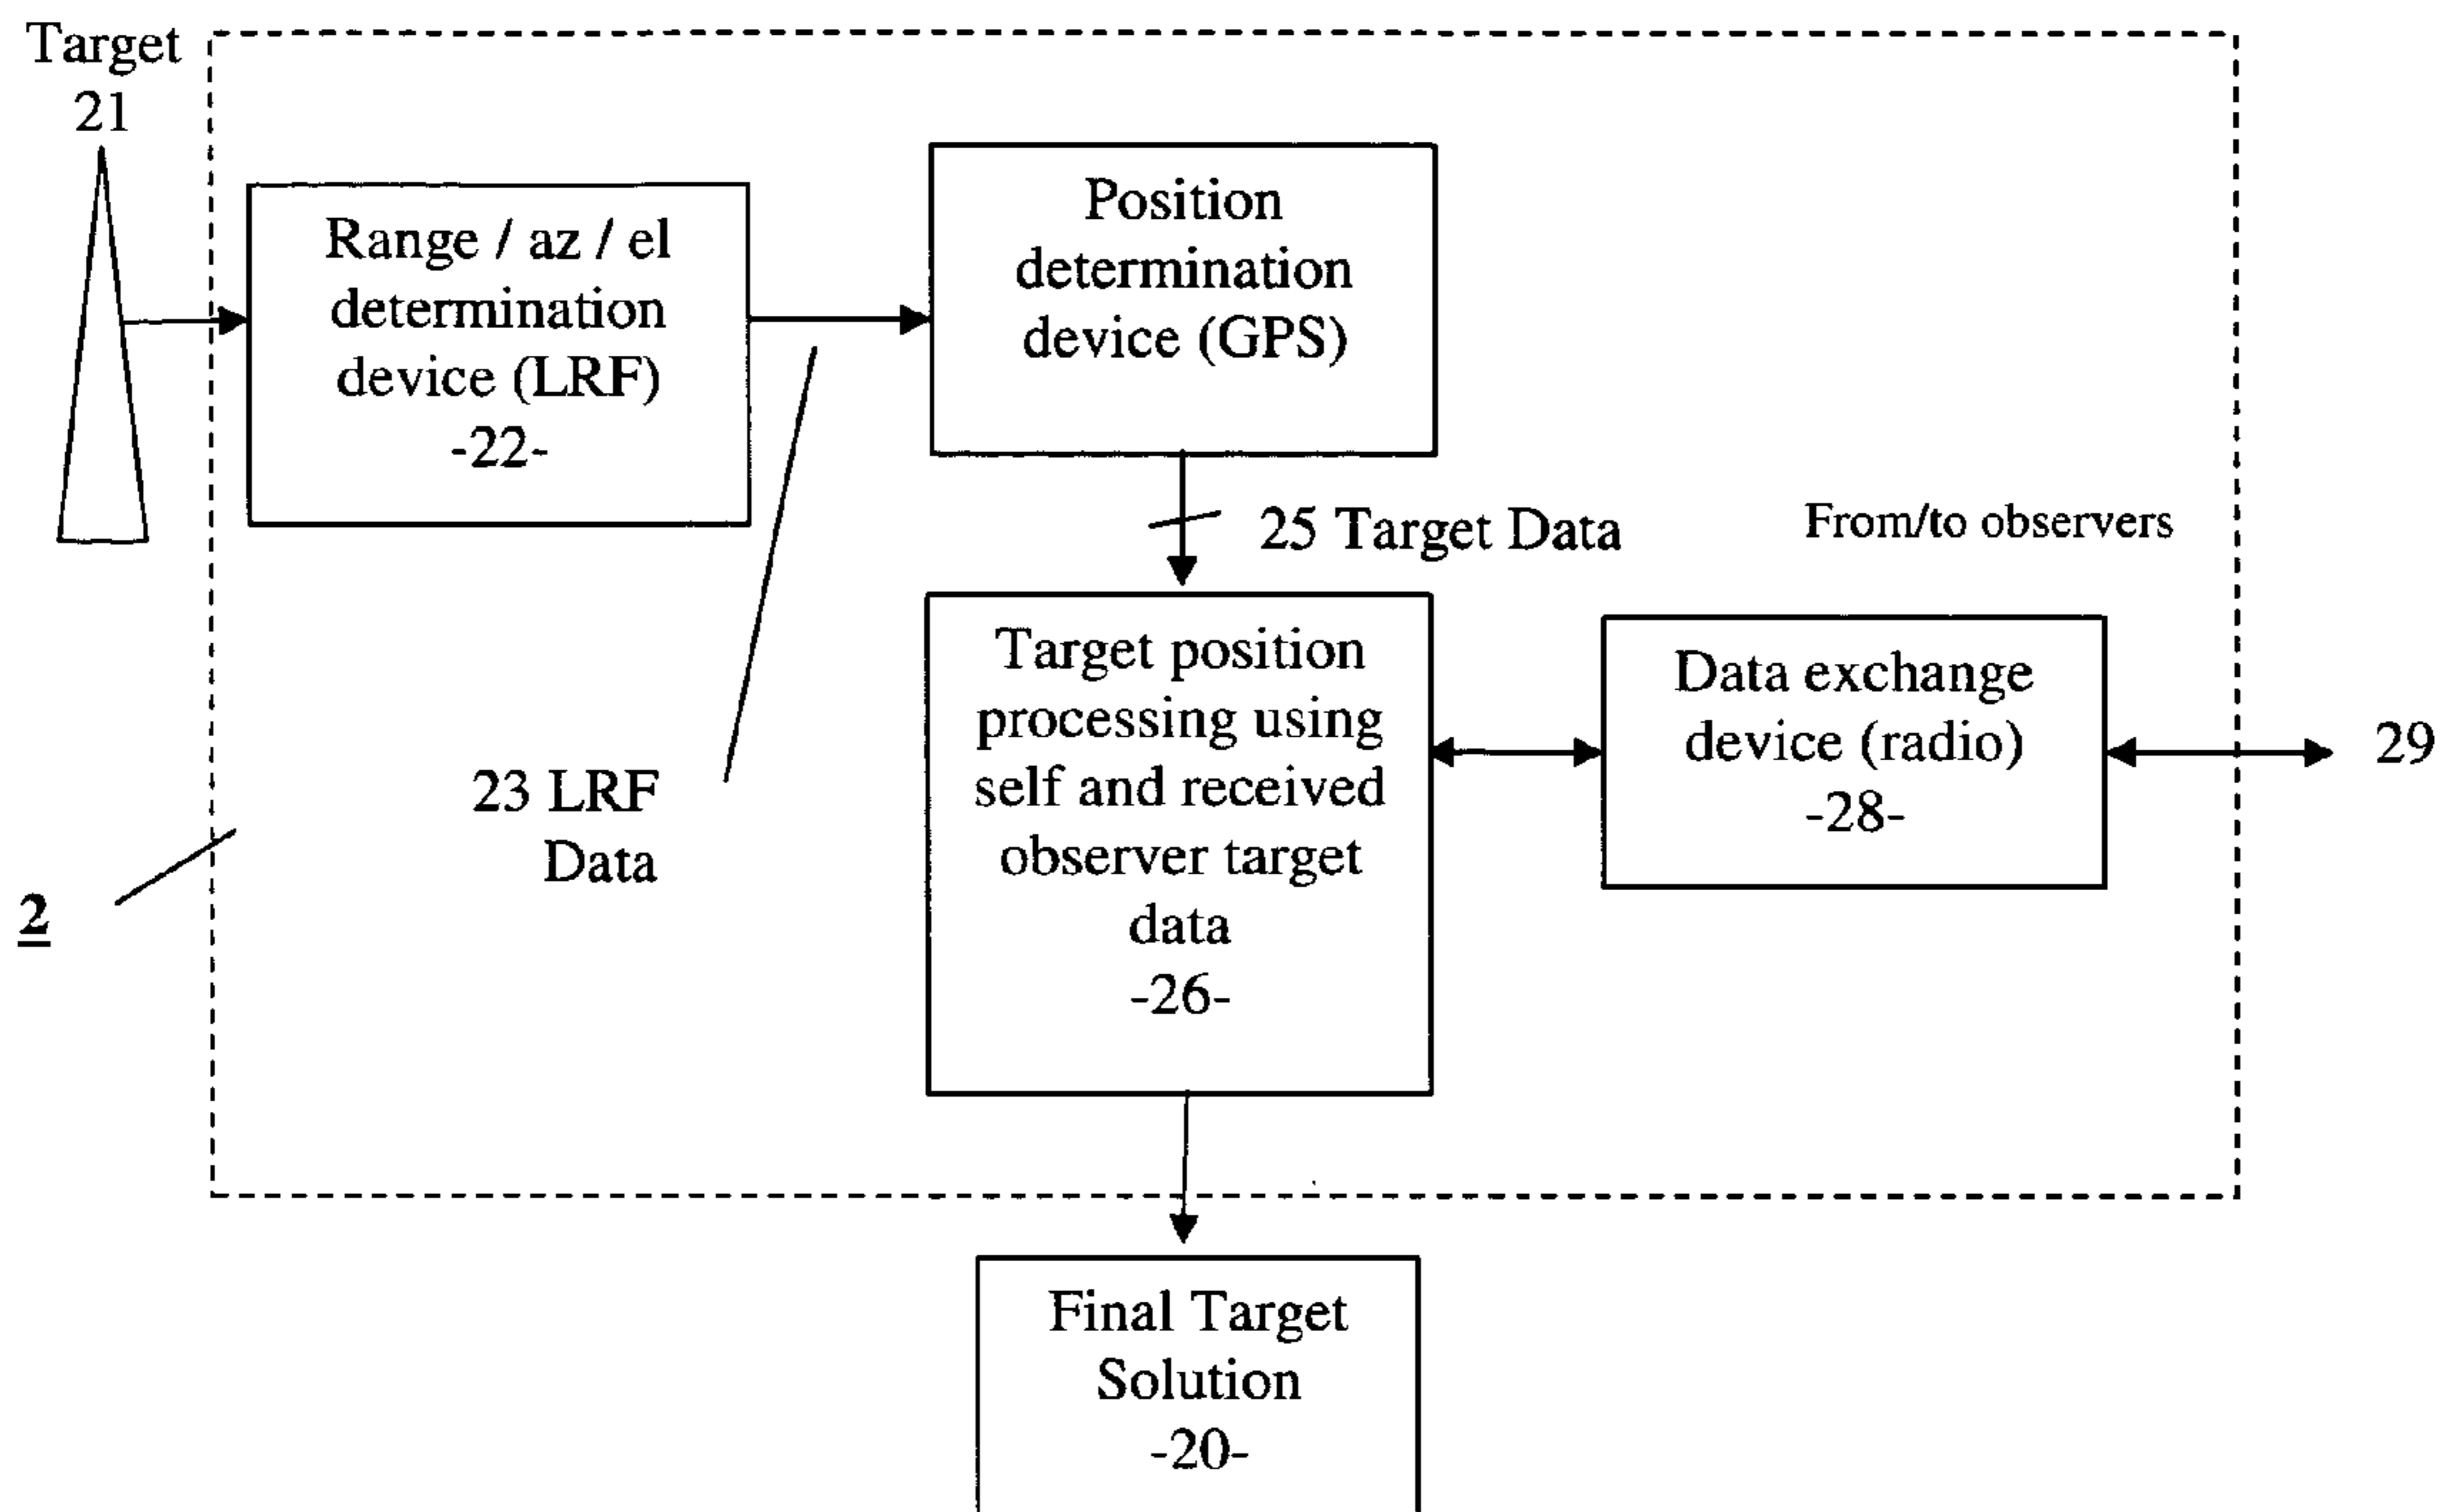 Target
21
Range / az / el
determination
device (LRF)
-22-
Position
determination
device (GPS)
25 Target Data
From/to observers
23 LRF
Data
2
Target position
processing using
self and received
observer target
data
-26-
Data exchange
device (radio)
-28-
29
Final Target
Solution
-20-